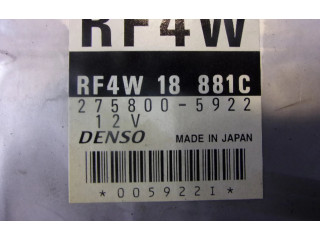 RF4W
RF4W 18 881C
275800-5922
12V
DENSO MADE IN JAPAN
*0059221*